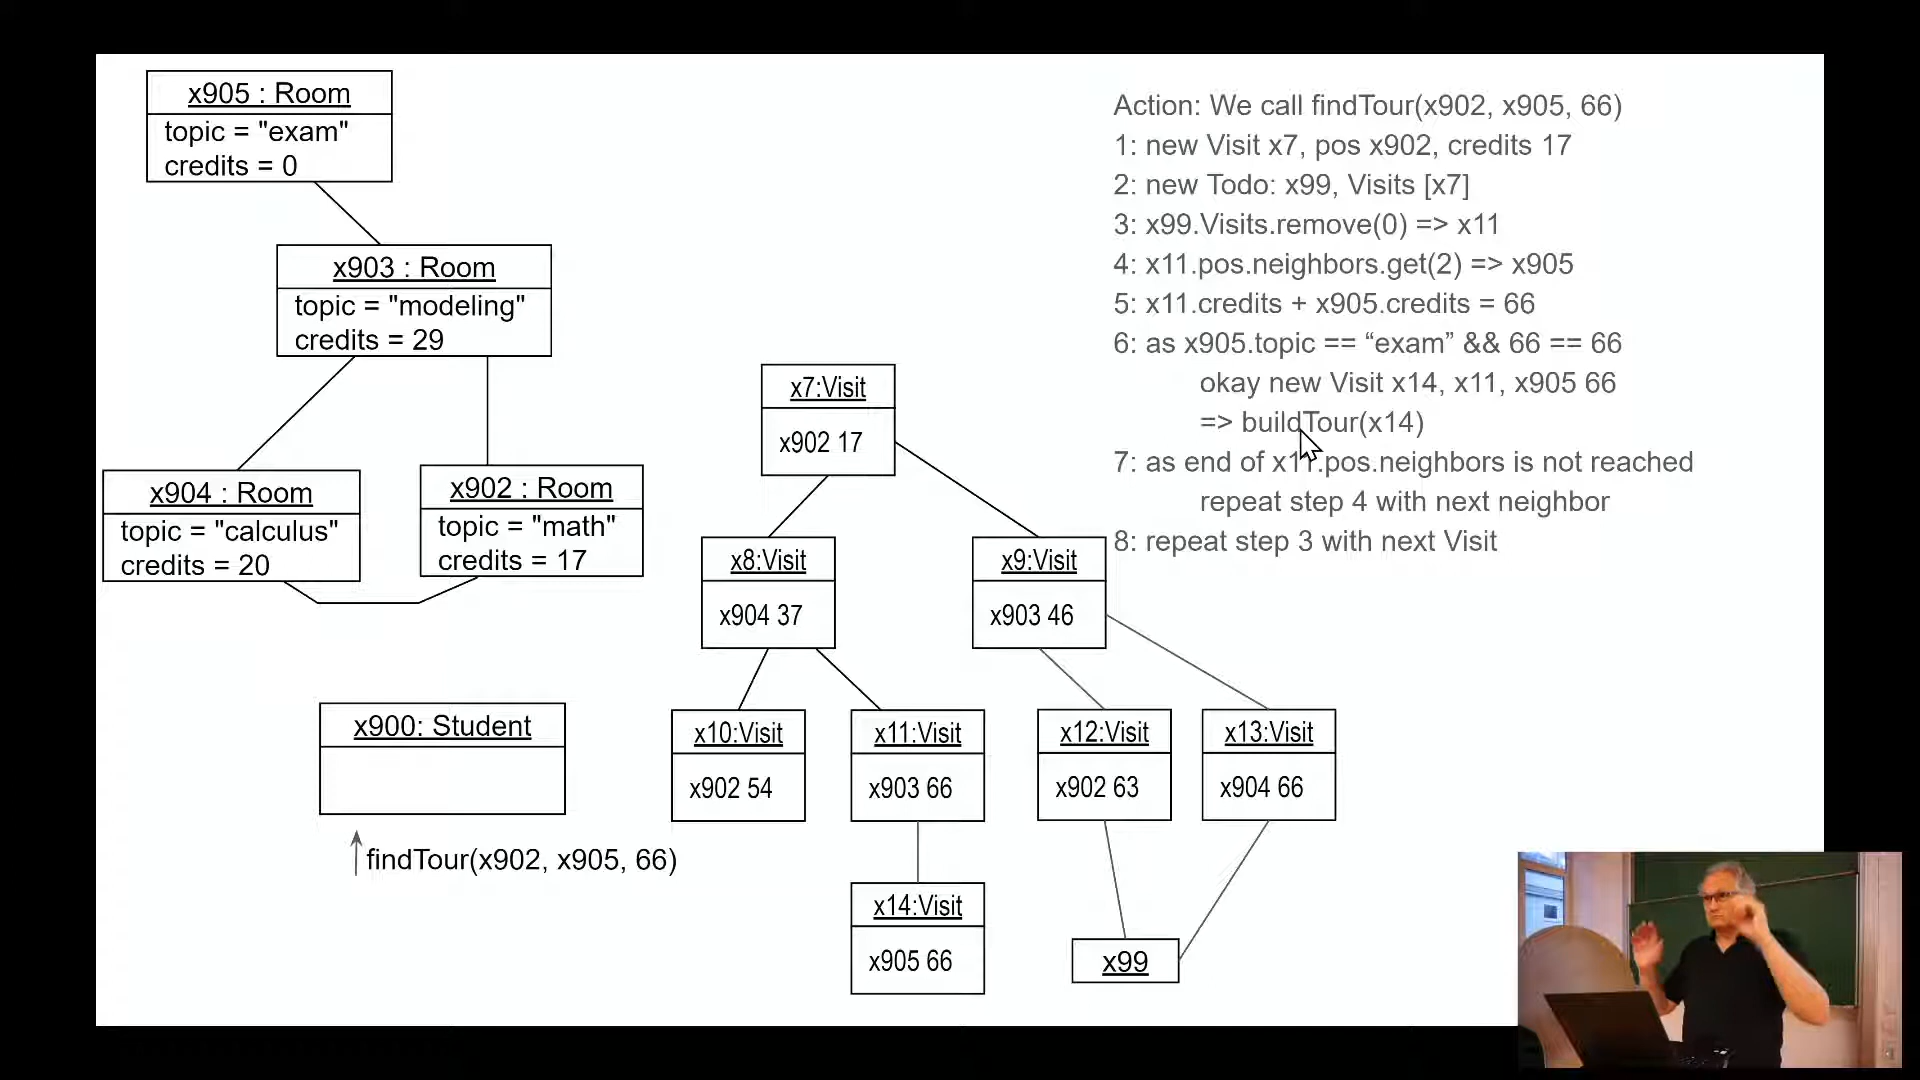 x905 : Room
topic = "exam"
credits = 0
x903 : Room
topic = "modeling"
credits = 29
x904 : Room
topic = "calculus"
credits = 20
x902 : Room
topic = "math"
credits = 17
x900: Student
findTour(x902, x905, 66)
x7:Visit
x902 17
x8:Visit
x904 37
x9:Visit
x903 46
x10:Visit
x902 54
x11:Visit
x903 66
x12:Visit
x902 63
x13:Visit
x904 66
x14:Visit
x905 66
x99
Action: We call findTour(x902, x905, 66)
1: new Visit x7, pos x902, credits 17
2: new Todo: x99, Visits [x7]
3: x99.Visits.remove(0) => x11
4: x11.pos.neighbors.get(2) => x905
5: x11.credits + x905.credits = 66
6: as x905.topic == “exam” && 66 == 66
okay new Visit x14, x11, x905 66
=> buildTour(x14)
7: as end of x11.pos.neighbors is not reached
repeat step 4 with next neighbor
8: repeat step 3 with next Visit